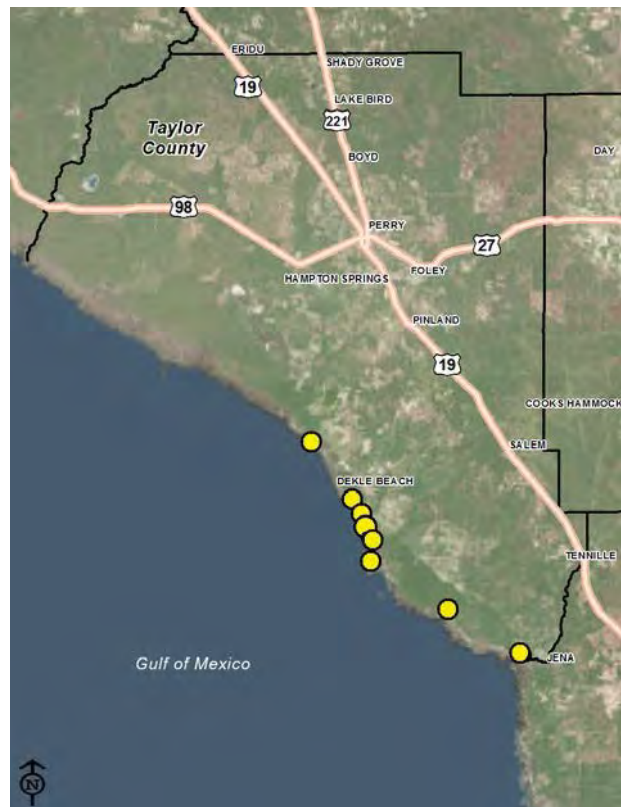 ERIDU
SHADY GROVE
19
LAKE BIRD
221
Taylor
County
BOYD
DAY
98
PERRY
27
FOLEY
HAMPTON SPRINGS
PINLAND
19
COOKS HAMMOCK
SALEM
DEKLE BEACH
TENNILLE
JENA
Gulf of Mexico
N